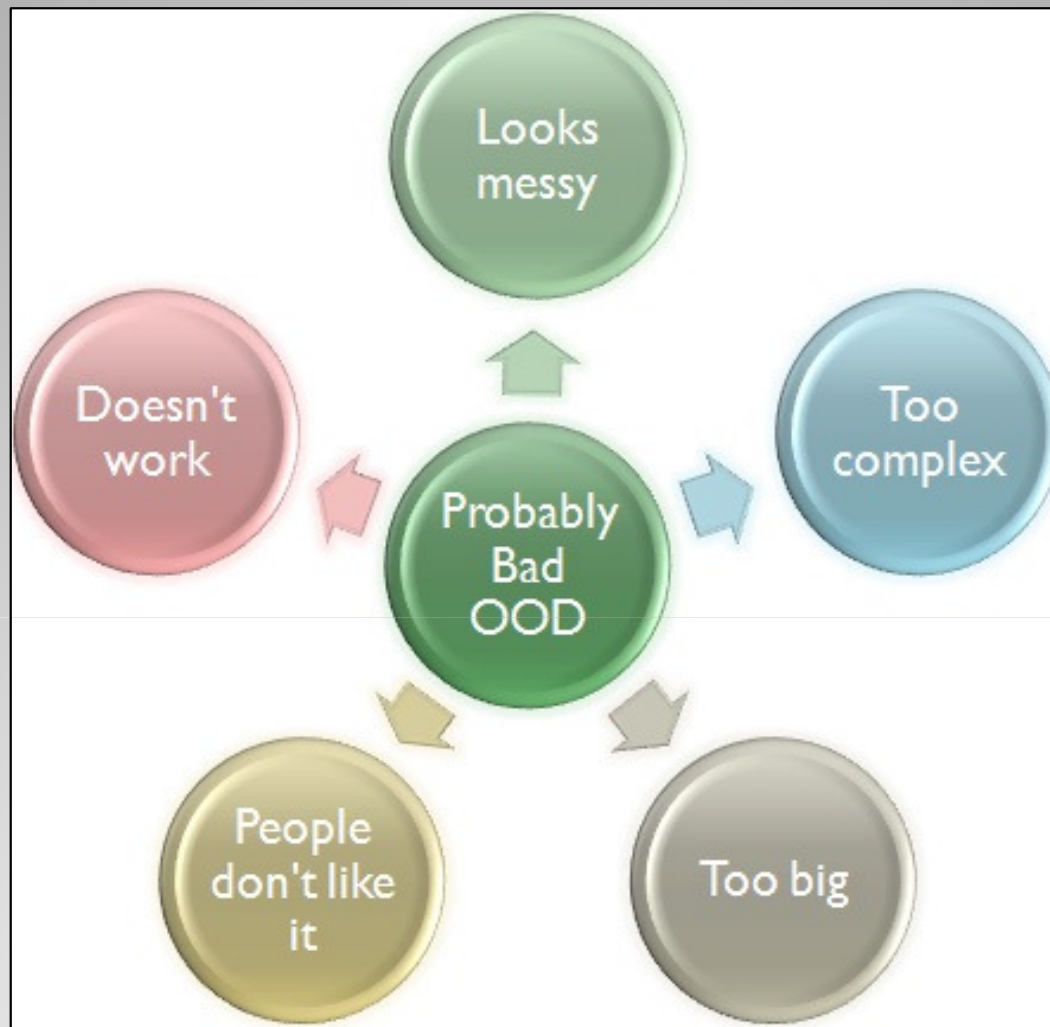 Looks
messy
Doesn't
work
Too
complex
Probably
Bad
OOD
People
don't like
it
Too big